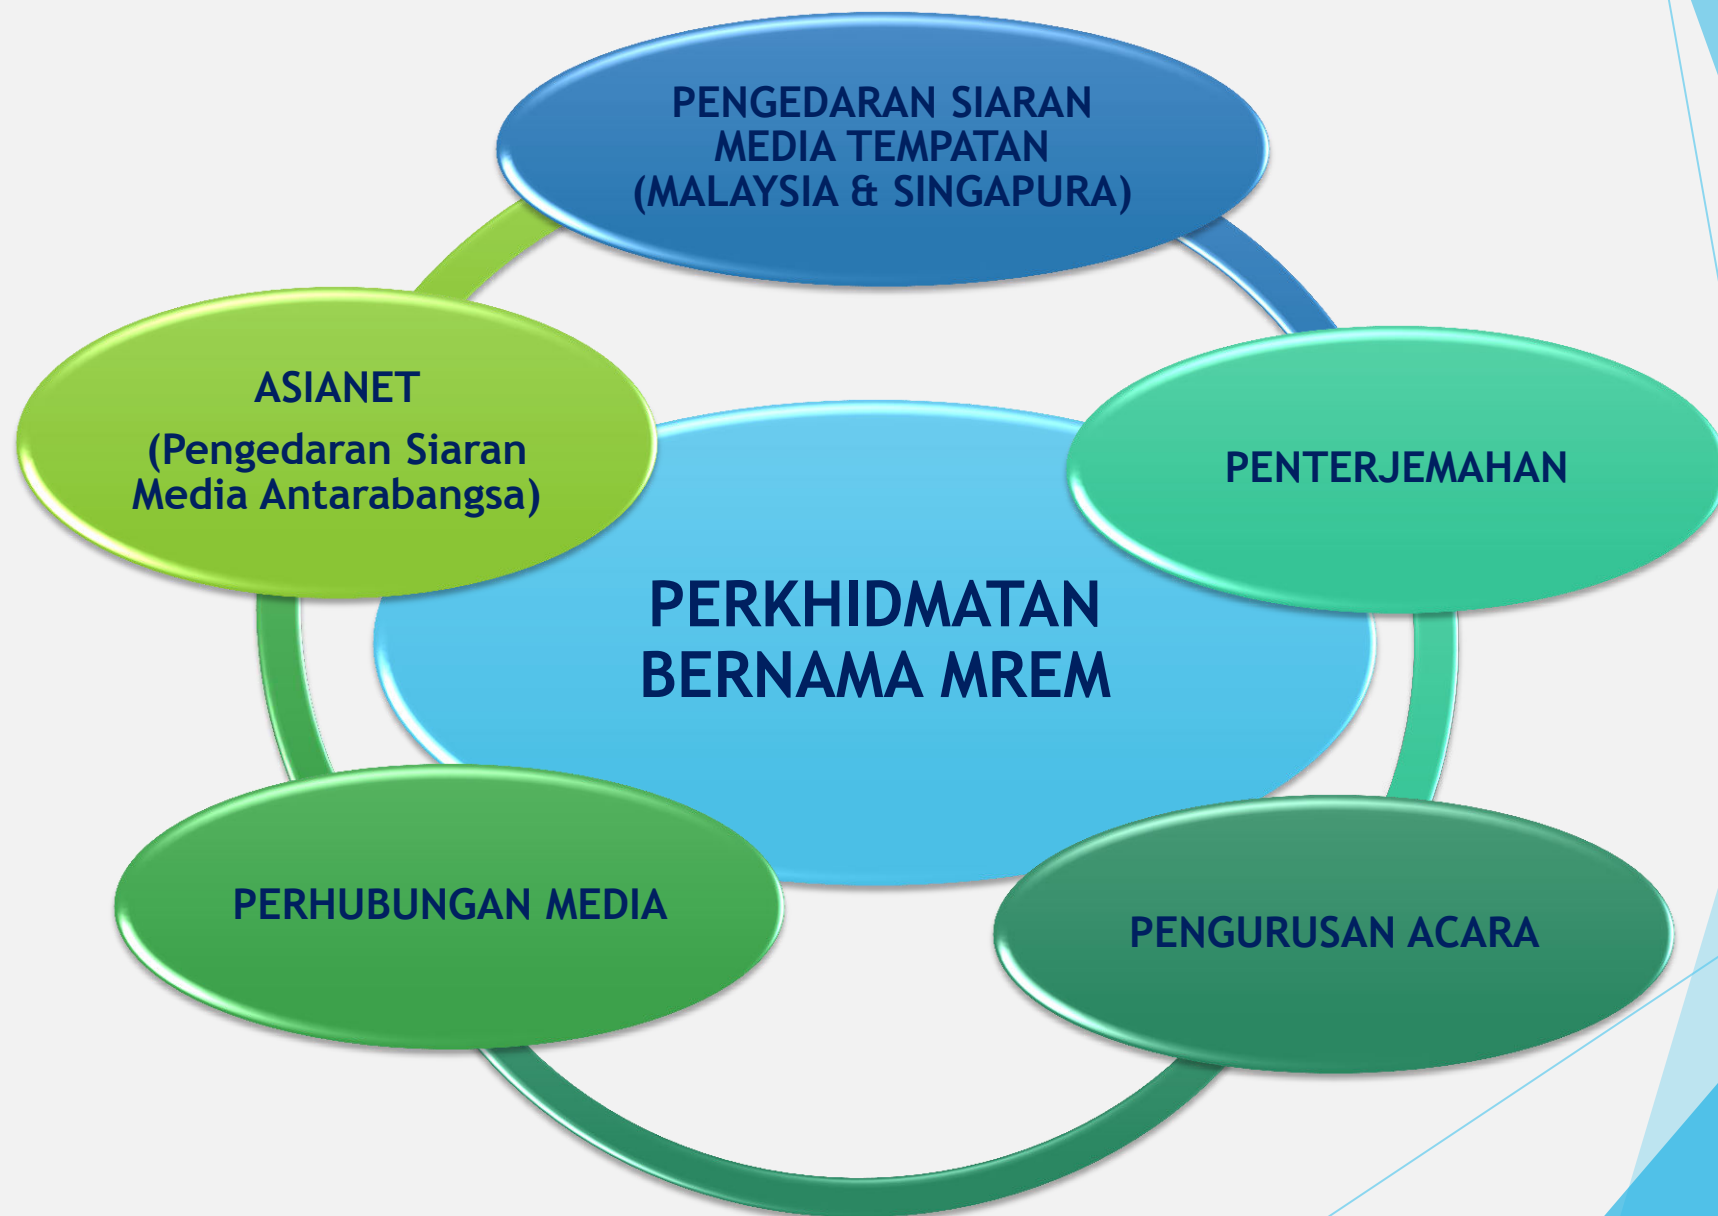 PENGEDARAN SIARAN
MEDIA TEMPATAN
(MALAYSIA & SINGAPURA)
ASIANET
(Pengedaran Siaran
Media Antarabangsa)
PENTERJEMAHAN
PERKHIDMATAN
BERNAMA MREM
PERHUBUNGAN MEDIA
PENGURUSAN ACARA